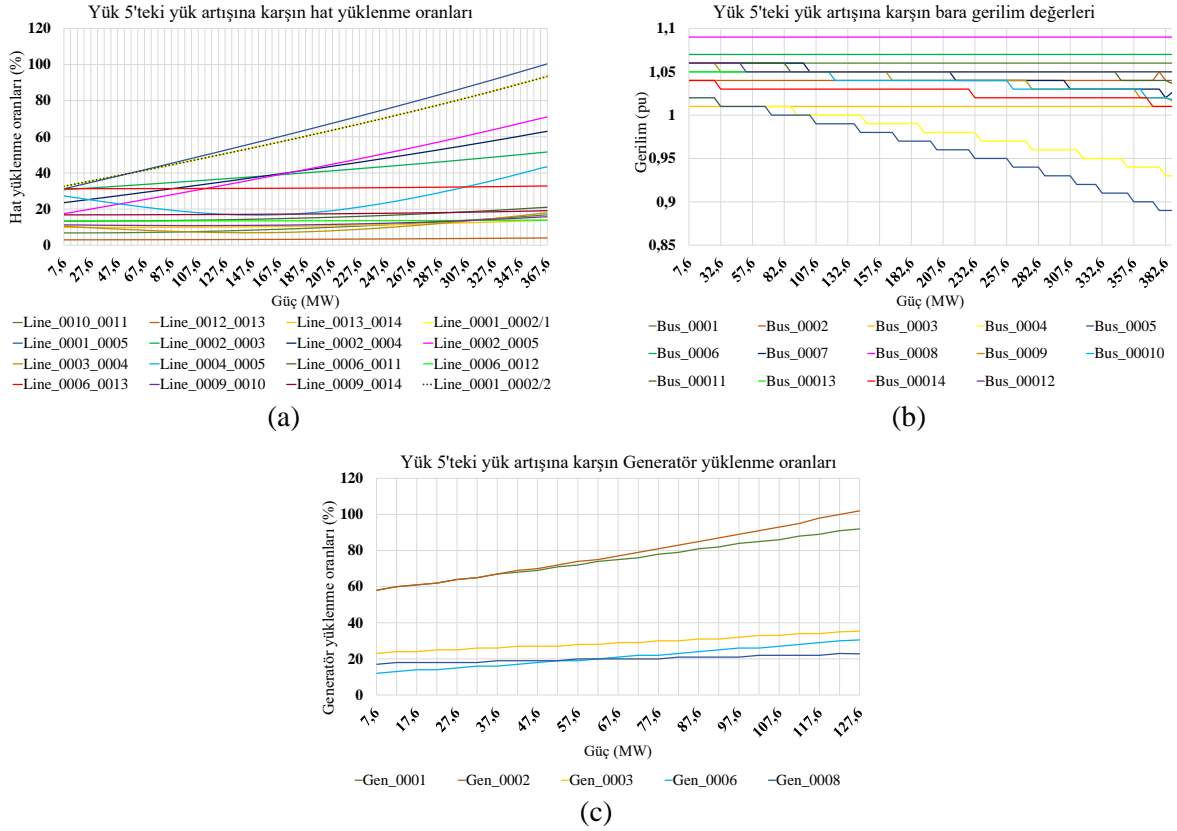 Yük 5'teki yük artışına karşın hat yüklenme oranları
Hat yüklenme oranları (%)
120
100
80
60
40
20
0
7,6 27,6 47,6 67,6 87,6 107,6 127,6 147,6 167,6 187,6 207,6 227,6 247,6 267,6 287,6 307,6 327,6 347,6 367,6
Güç (MW)
Line_0010_0011 Line_0012_0013 Line_0013_0014 Line_0001_0002/1
Line_0001_0005 Line_0002_0003 Line_0002_0004 Line_0002_0005
Line_0003_0004 Line_0004_0005 Line_0006_0011 Line_0006_0012
Line_0006_0013 Line_0009_0010 Line_0009_0014 Line_0001_0002/2
(a)
Yük 5'teki yük artışına karşın bara gerilim değerleri
Gerilim (pu)
1,1
1,05
1
0,95
0,9
0,85
7,6 32,6 57,6 82,6 107,6 132,6 157,6 182,6 207,6 232,6 257,6 282,6 307,6 332,6 357,6 382,6
Güç (MW)
Bus_0001 Bus_0002 Bus_0003 Bus_0004 Bus_0005
Bus_0006 Bus_0007 Bus_0008 Bus_0009 Bus_00010
Bus_00011 Bus_00013 Bus_00014 Bus_00012
(b)
Yük 5'teki yük artışına karşın Generatör yüklenme oranları
Generatör yüklenme oranları (%)
120
100
80
60
40
20
0
7,6 17,6 27,6 37,6 47,6 57,6 67,6 77,6 87,6 97,6 107,6 117,6 127,6
Güç (MW)
Gen_0001 Gen_0002 Gen_0003 Gen_0006 Gen_0008
(c)